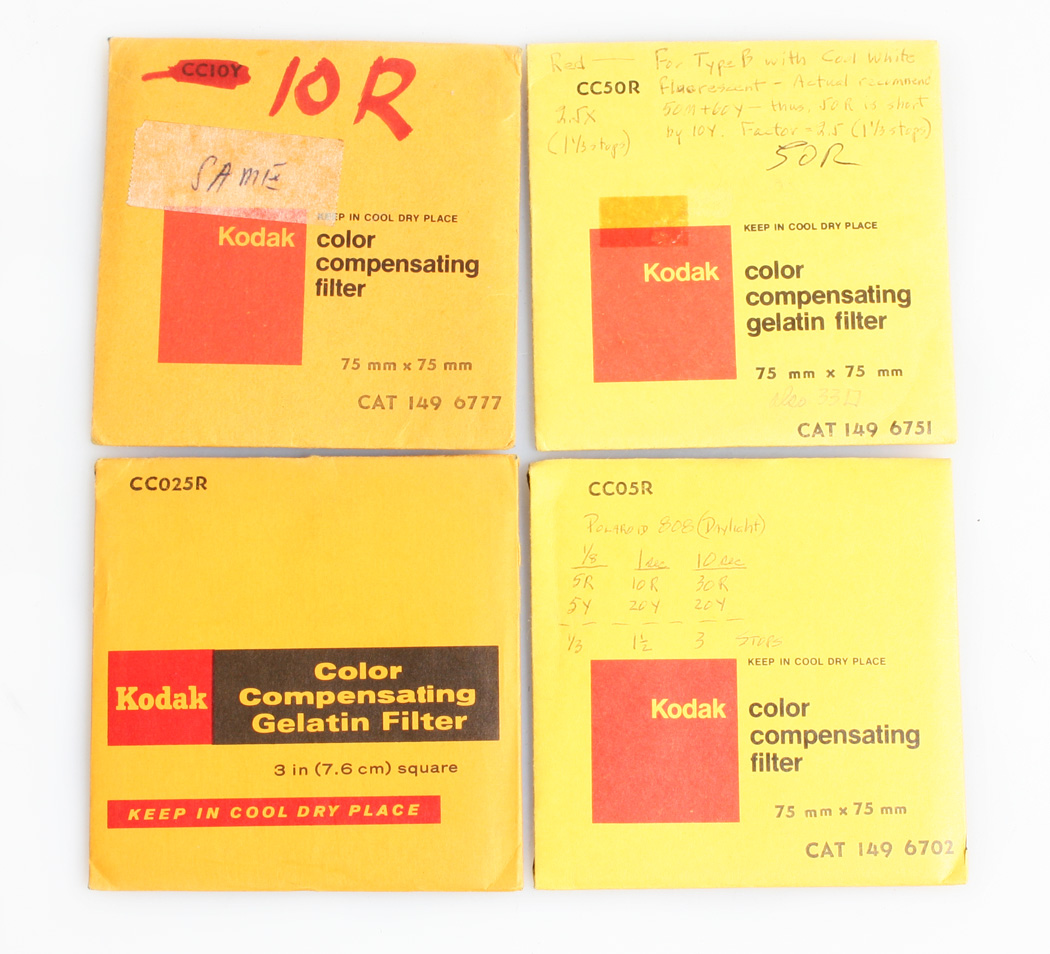 CC10Y
10R
SAME
KEEP IN COOL DRY PLACE
Kodak
color
compensating
filter
75 mm x 75 mm
CAT 149 6777
Red — For Type B with Cool White
CC50R Fluorescent - Actual recommend
2.5X 50M+60Y - thus, 50R is short
(1 1/3 stops) by 10Y. Factor = 2.5 (1 1/3 stops)
50R
KEEP IN COOL DRY PLACE
Kodak
color
compensating
gelatin filter
75 mm x 75 mm
CAT 149 6751
CC025R
Kodak
Color
Compensating
Gelatin Filter
3 in (7.6 cm) square
KEEP IN COOL DRY PLACE
CC05R
Polaroid 808 (Daylight)
1/8 1 sec 10 sec
5R 10R 30R
5Y 20Y 20Y
1/3 1 1/2 3 STOPS
KEEP IN COOL DRY PLACE
Kodak
color
compensating
filter
75 mm x 75 mm
CAT 149 6702